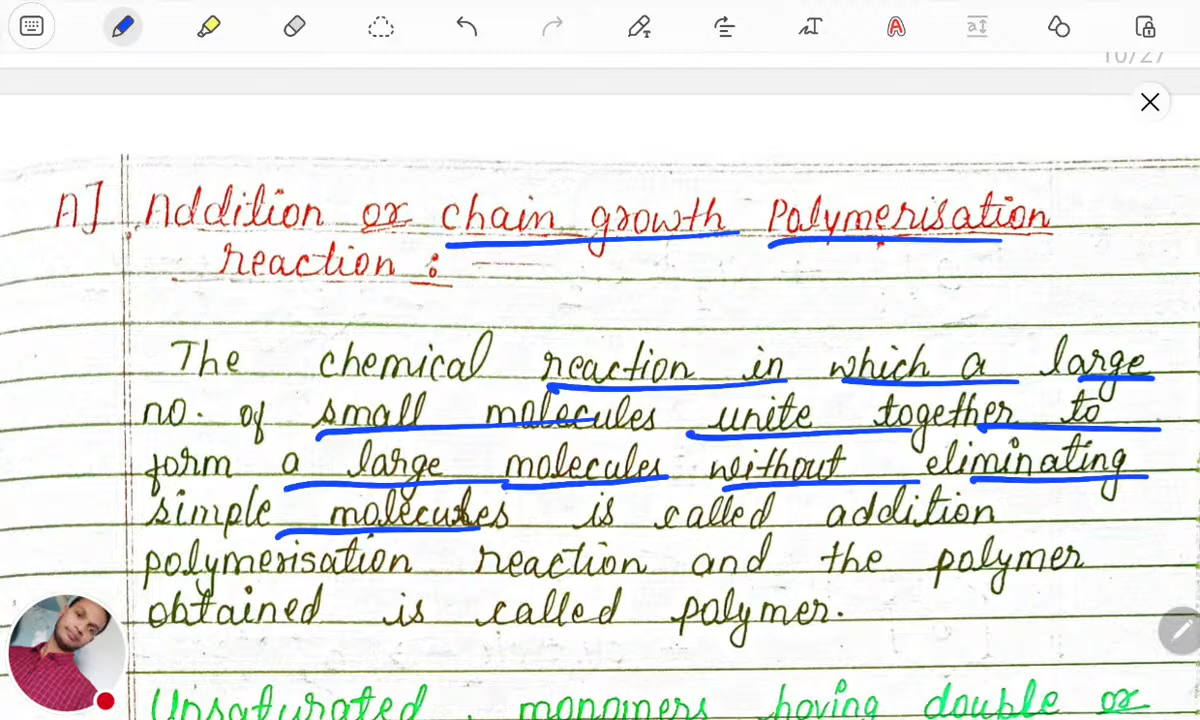 10/27
A] Addition or chain growth Polymerisation
reaction :
The chemical reaction in which a large
no. of small molecules unite together to
form a large molecules without eliminating
simple molecules is called addition
polymerisation reaction and the polymer
obtained is called polymer.
Unsaturated monomers having double or